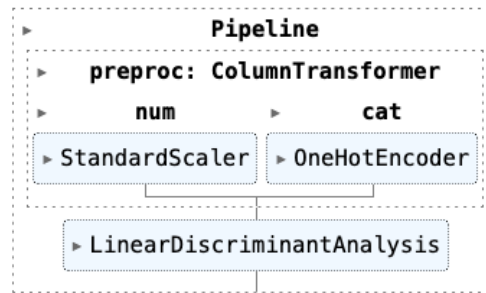 Pipeline
preproc: ColumnTransformer
num cat
StandardScaler OneHotEncoder
LinearDiscriminantAnalysis